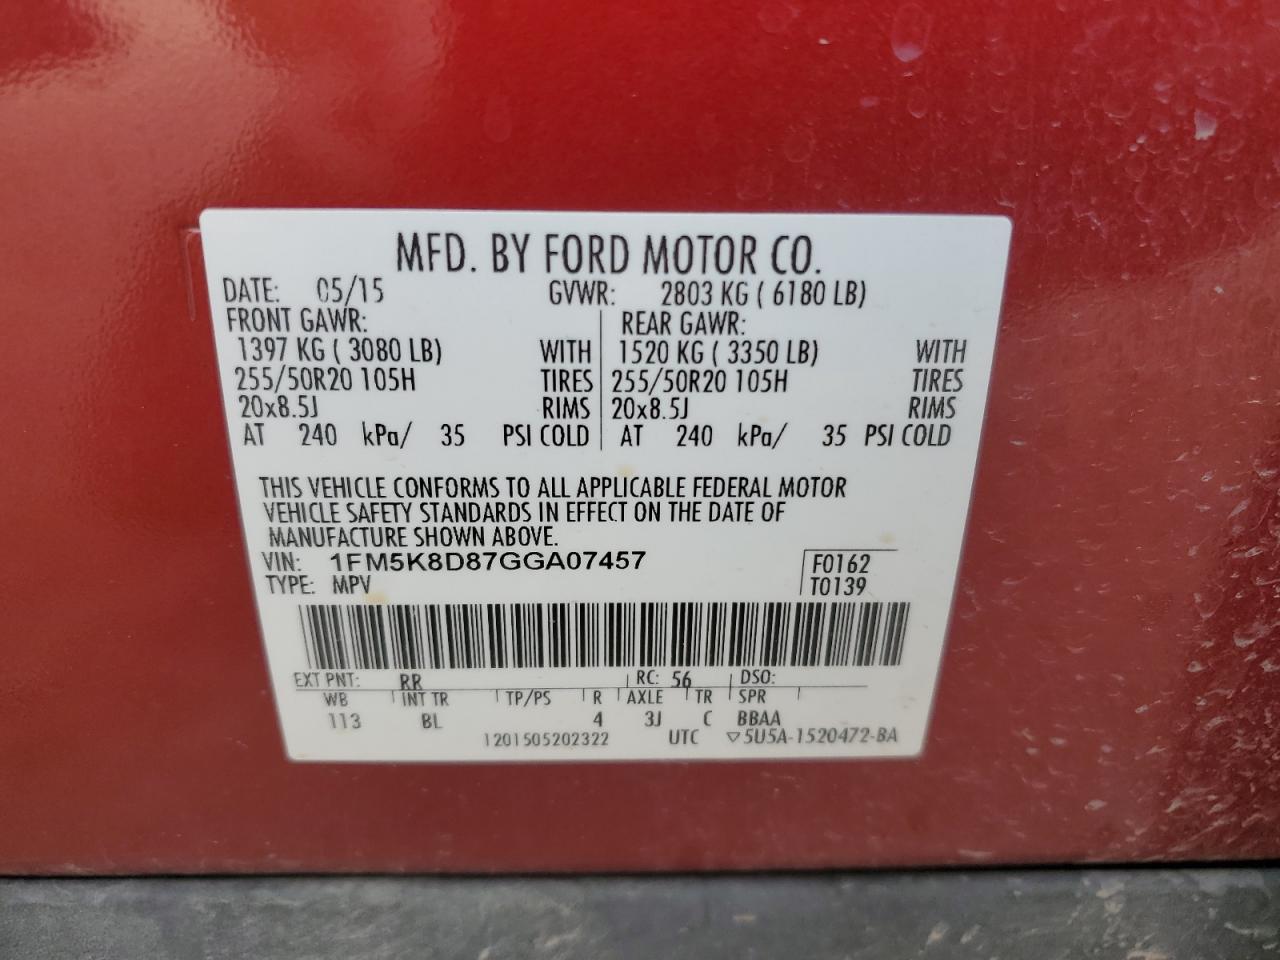 MFD. BY FORD MOTOR CO.
DATE: 05/15 GVWR: 2803 KG ( 6180 LB)
FRONT GAWR: REAR GAWR:
1397 KG ( 3080 LB) WITH 1520 KG ( 3350 LB) WITH
255/50R20 105H TIRES 255/50R20 105H TIRES
20x8.5J RIMS 20x8.5J RIMS
AT 240 kPa/ 35 PSI COLD AT 240 kPa/ 35 PSI COLD
THIS VEHICLE CONFORMS TO ALL APPLICABLE FEDERAL MOTOR
VEHICLE SAFETY STANDARDS IN EFFECT ON THE DATE OF
MANUFACTURE SHOWN ABOVE.
VIN: 1FM5K8D87GGA07457 F0162
TYPE: MPV T0139
EXT PNT: RR RC: 56 DSO:
WB INT TR TP/PS R AXLE TR SPR
113 BL 4 3J C BBAA
1201505202322 UTC ▽5U5A-1520472-BA